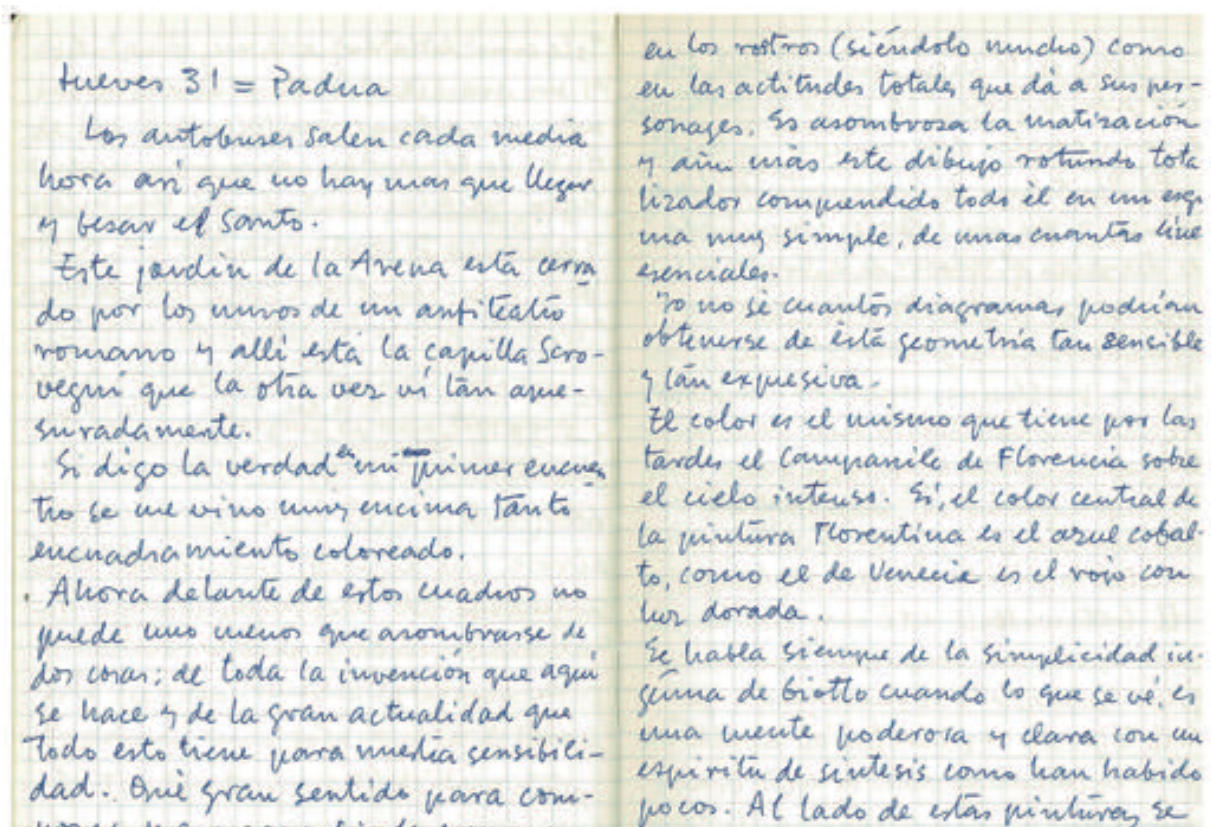 Jueves 31 = Padua
Los autobuses salen cada media
hora así que no hay mas que llegar
y besar el Santo.
Este jardin de la Arena está cerra
do por los muros de un anfiteatro
romano y alli está la capilla Scro-
vegni que la otra vez vi tan apre-
suradamente.
Si digo la verdad en mi primer encuen
tro se me vino muy encima tanto
encuadramiento coloreado.
. Ahora delante de estos cuadros no
puede uno menos que asombrarse de
dos cosas; de toda la invención que aqui
se hace y de la gran actualidad que
todo esto tiene para nuestra sensibili-
dad. Qué gran sentido para com-
en los rostros (siéndolo mucho) como
en las actitudes totales que dá a sus per-
sonages. Es asombrosa la matización
y aún más este dibujo rotundo tota
lizador comprendido todo él en un esque
ma muy simple, de unas cuantas line
esenciales.
Yo no sé cuantos diagramas podrían
obtenerse de ésta geometría tan sensible
y tán expresiva.
El color es el mismo que tiene por las
tardes el Campanile de Florencia sobre
el cielo intenso. Sí, el color central de
la pintura Florentina es el azul cobal-
to, como el de Venecia es el rojo con
luz dorada.
Se habla siempre de la simplicidad in-
génua de Giotto cuando lo que se vé, es
una mente poderosa y clara con un
espiritu de sintesis como han habido
pocos. Al lado de estas pinturas se